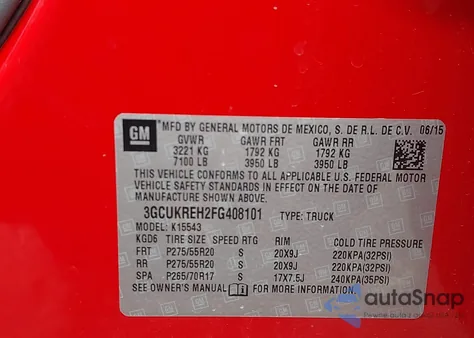 GM MFD BY GENERAL MOTORS DE MEXICO, S. DE R.L. DE C.V. 06/15
GVWR GAWR FRT GAWR RR
3221 KG 1792 KG 1792 KG
7100 LB 3950 LB 3950 LB
THIS VEHICLE CONFORMS TO ALL APPLICABLE U.S. FEDERAL MOTOR
VEHICLE SAFETY STANDARDS IN EFFECT ON THE DATE OF
MANUFACTURE SHOWN ABOVE.
3GCUKREH2FG408101 TYPE: TRUCK
MODEL: K15543
KGD6 TIRE SIZE SPEED RTG RIM COLD TIRE PRESSURE
FRT P275/55R20 S 20X9J 220KPA(32PSI)
RR P275/55R20 S 20X9J 220KPA(32PSI)
SPA P265/70R17 S 17X7.5J 240KPA(35PSI)
SEE OWNER'S MANUAL FOR MORE INFORMATION.
autaSnap